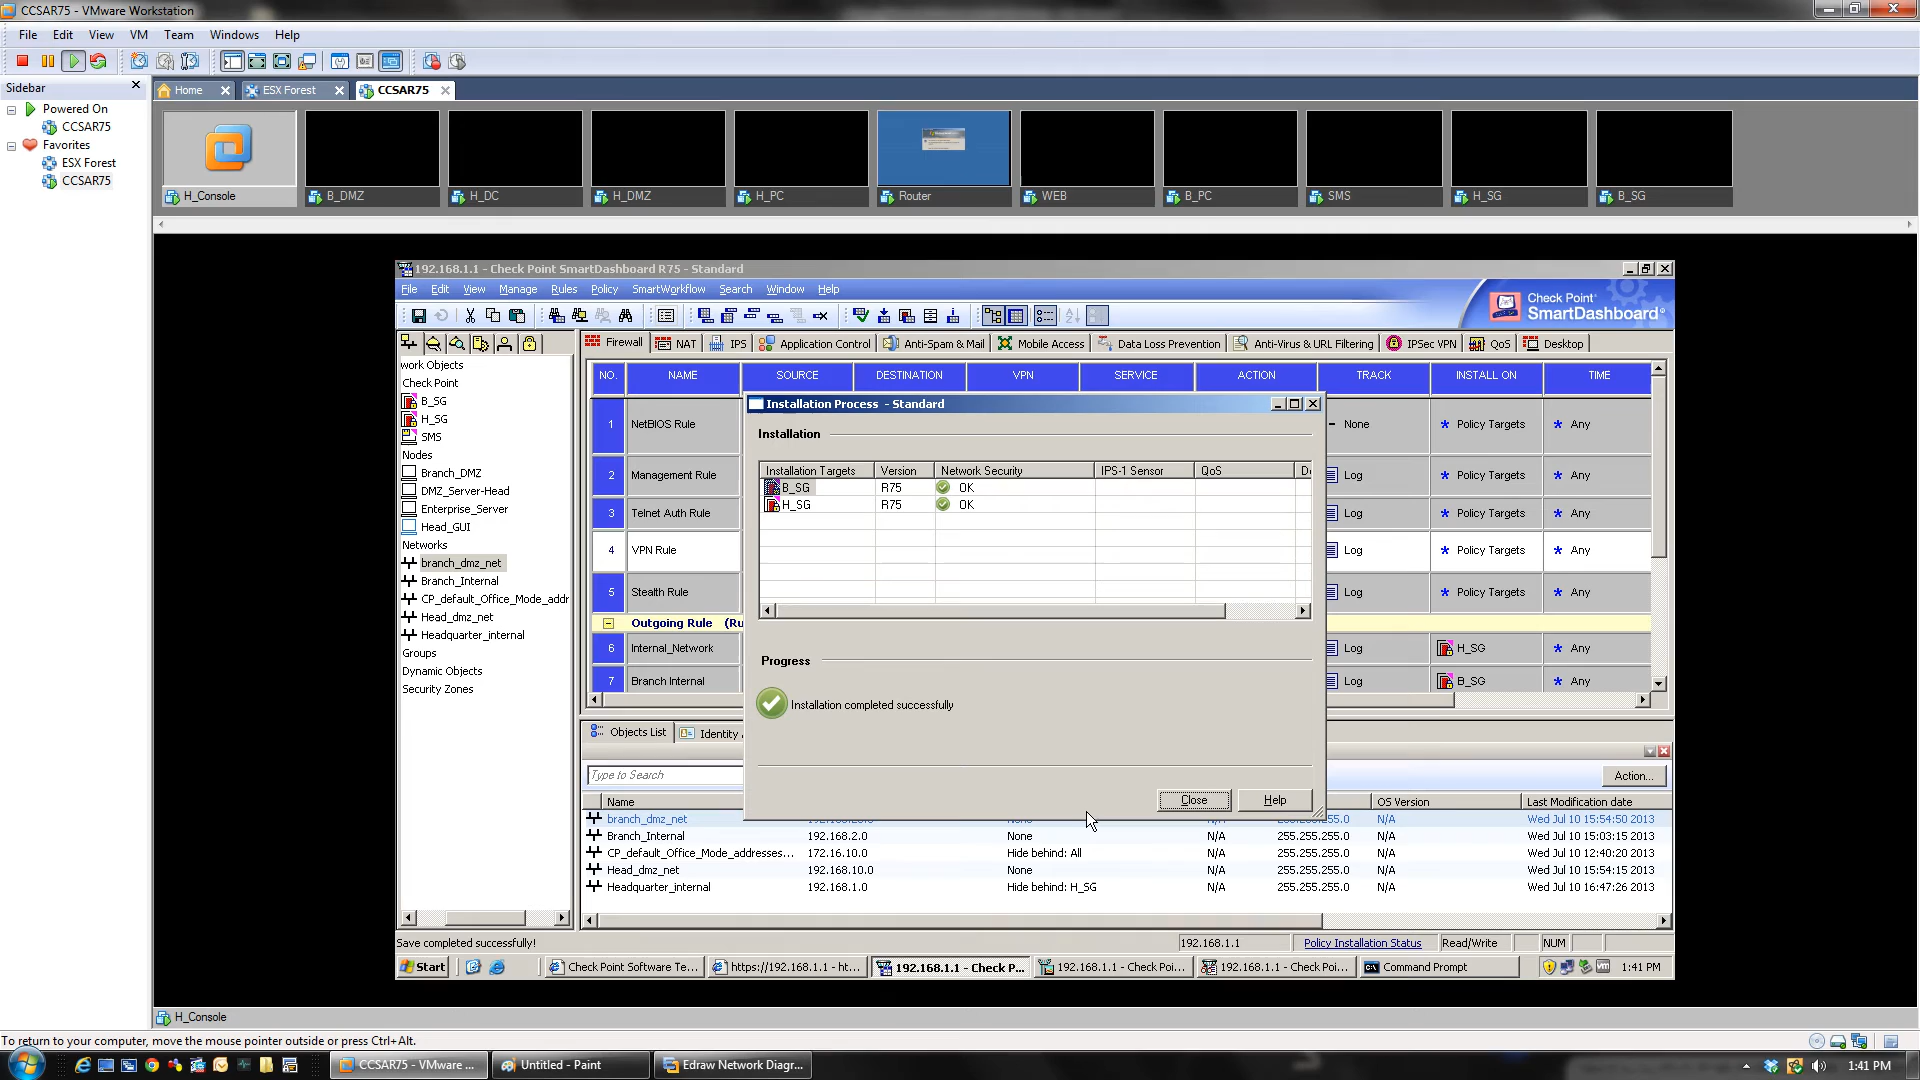 CCSAR75 - VMware Workstation
File Edit View VM Team Windows Help
Sidebar
Powered On
CCSAR75
Favorites
ESX Forest
CCSAR75
Home ESX Forest CCSAR75
H_Console B_DMZ H_DC H_DMZ H_PC Router WEB B_PC SMS H_SG B_SG
192.168.1.1 - Check Point SmartDashboard R75 - Standard
File Edit View Manage Rules Policy SmartWorkflow Search Window Help
Check Point
SmartDashboard
Firewall NAT IPS Application Control Anti-Spam & Mail Mobile Access Data Loss Prevention Anti-Virus & URL Filtering IPSec VPN QoS Desktop
work Objects
Check Point
B_SG
H_SG
SMS
Nodes
Branch_DMZ
DMZ_Server-Head
Enterprise_Server
Head_GUI
Networks
branch_dmz_net
Branch_Internal
CP_default_Office_Mode_addr
Head_dmz_net
Headquarter_internal
Groups
Dynamic Objects
Security Zones
NO. NAME SOURCE DESTINATION VPN SERVICE ACTION TRACK INSTALL ON TIME
1 NetBIOS Rule None Policy Targets Any
2 Management Rule Log Policy Targets Any
3 Telnet Auth Rule Log Policy Targets Any
4 VPN Rule Log Policy Targets Any
5 Stealth Rule Log Policy Targets Any
Outgoing Rule (Ru
6 Internal_Network Log H_SG Any
7 Branch Internal Log B_SG Any
Installation Process - Standard
Installation
Installation Targets Version Network Security IPS-1 Sensor QoS De
B_SG R75 OK
H_SG R75 OK
Progress
Installation completed successfully
Close Help
Objects List Identity
Type to Search
Action...
Name OS Version Last Modification date
branch_dmz_net N/A Wed Jul 10 15:54:50 2013
Branch_Internal 192.168.2.0 None N/A 255.255.255.0 N/A Wed Jul 10 15:03:15 2013
CP_default_Office_Mode_addresses... 172.16.10.0 Hide behind: All N/A 255.255.255.0 N/A Wed Jul 10 12:40:20 2013
Head_dmz_net 192.168.10.0 None N/A 255.255.255.0 N/A Wed Jul 10 15:54:15 2013
Headquarter_internal 192.168.1.0 Hide behind: H_SG N/A 255.255.255.0 N/A Wed Jul 10 16:47:26 2013
Save completed successfully! 192.168.1.1 Policy Installation Status Read/Write NUM
Start Check Point Software Te... https://192.168.1.1 - ht... 192.168.1.1 - Check P... 192.168.1.1 - Check Poi... 192.168.1.1 - Check Poi... Command Prompt 1:41 PM
H_Console
To return to your computer, move the mouse pointer outside or press Ctrl+Alt.
CCSAR75 - VMware ... Untitled - Paint Edraw Network Diagr... 1:41 PM